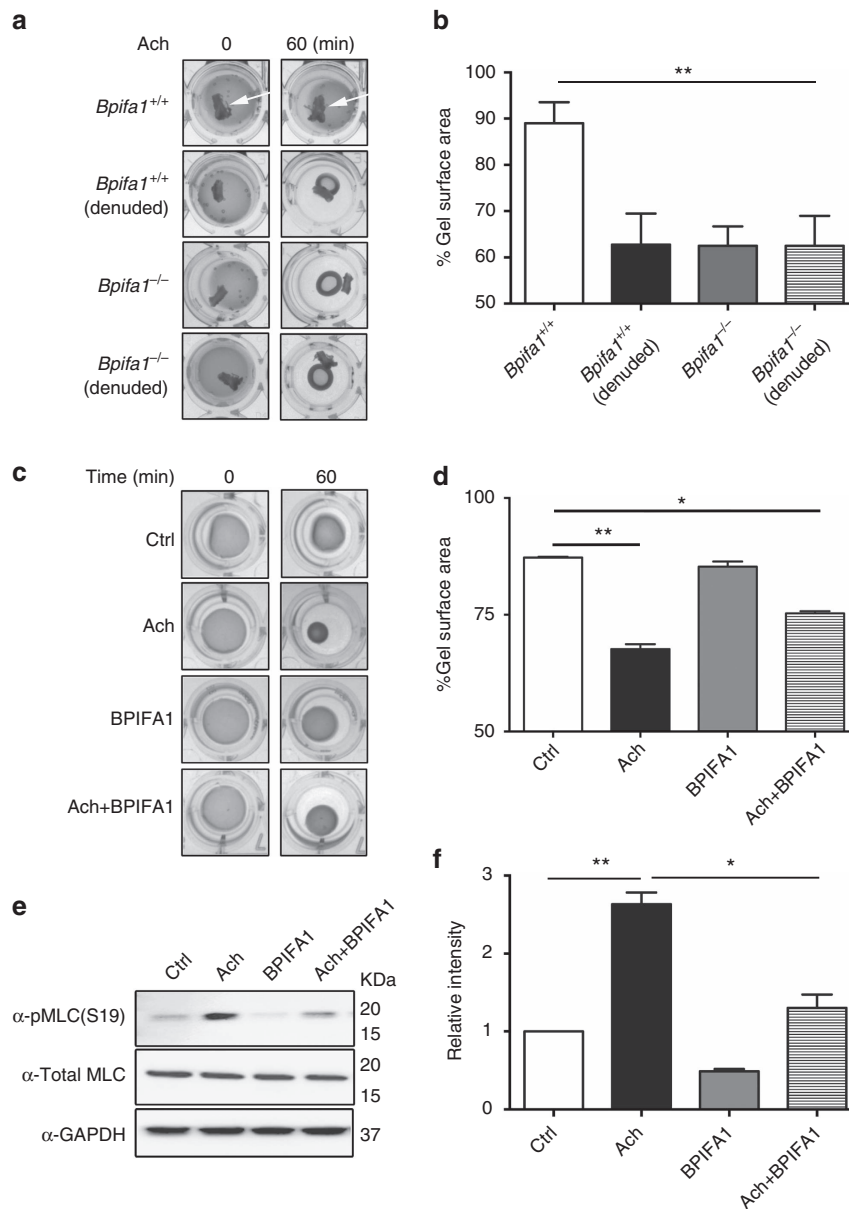 a
Ach 0 60 (min)
Bpifa1+/+
Bpifa1+/+
(denuded)
Bpifa1–/–
Bpifa1–/–
(denuded)
b
**
% Gel surface area
100
90
80
70
60
50
Bpifa1+/+
Bpifa1+/+
(denuded)
Bpifa1–/–
Bpifa1–/–
(denuded)
c
Time (min) 0 60
Ctrl
Ach
BPIFA1
Ach+BPIFA1
d
*
**
%Gel surface area
100
75
50
Ctrl
Ach
BPIFA1
Ach+BPIFA1
e
Ctrl
Ach
BPIFA1
Ach+BPIFA1
KDa
α-pMLC(S19)
20
15
α-Total MLC
20
15
α-GAPDH
37
f
**
*
Relative intensity
3
2
1
0
Ctrl
Ach
BPIFA1
Ach+BPIFA1